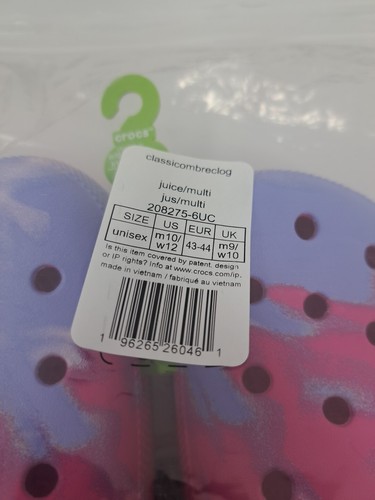 crocs™
classicombreclog
juice/multi
jus/multi
208275-6UC
SIZE US EUR UK
unisex m10/ w12 43-44 m9/ w10
Is this item covered by patent, design
or IP rights? Info at www.crocs.com/ip.
made in vietnam / fabriqué au vietnam
1 96265 26046 1